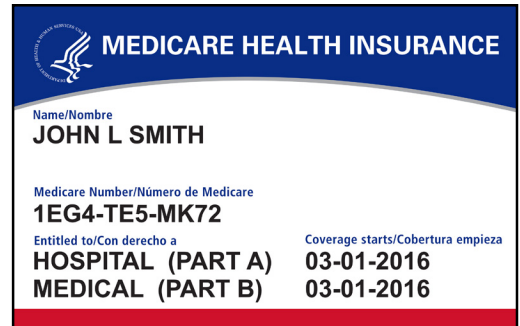 MEDICARE HEALTH INSURANCE
Name/Nombre
JOHN L SMITH
Medicare Number/Número de Medicare
1EG4-TE5-MK72
Entitled to/Con derecho a Coverage starts/Cobertura empieza
HOSPITAL (PART A) 03-01-2016
MEDICAL (PART B) 03-01-2016